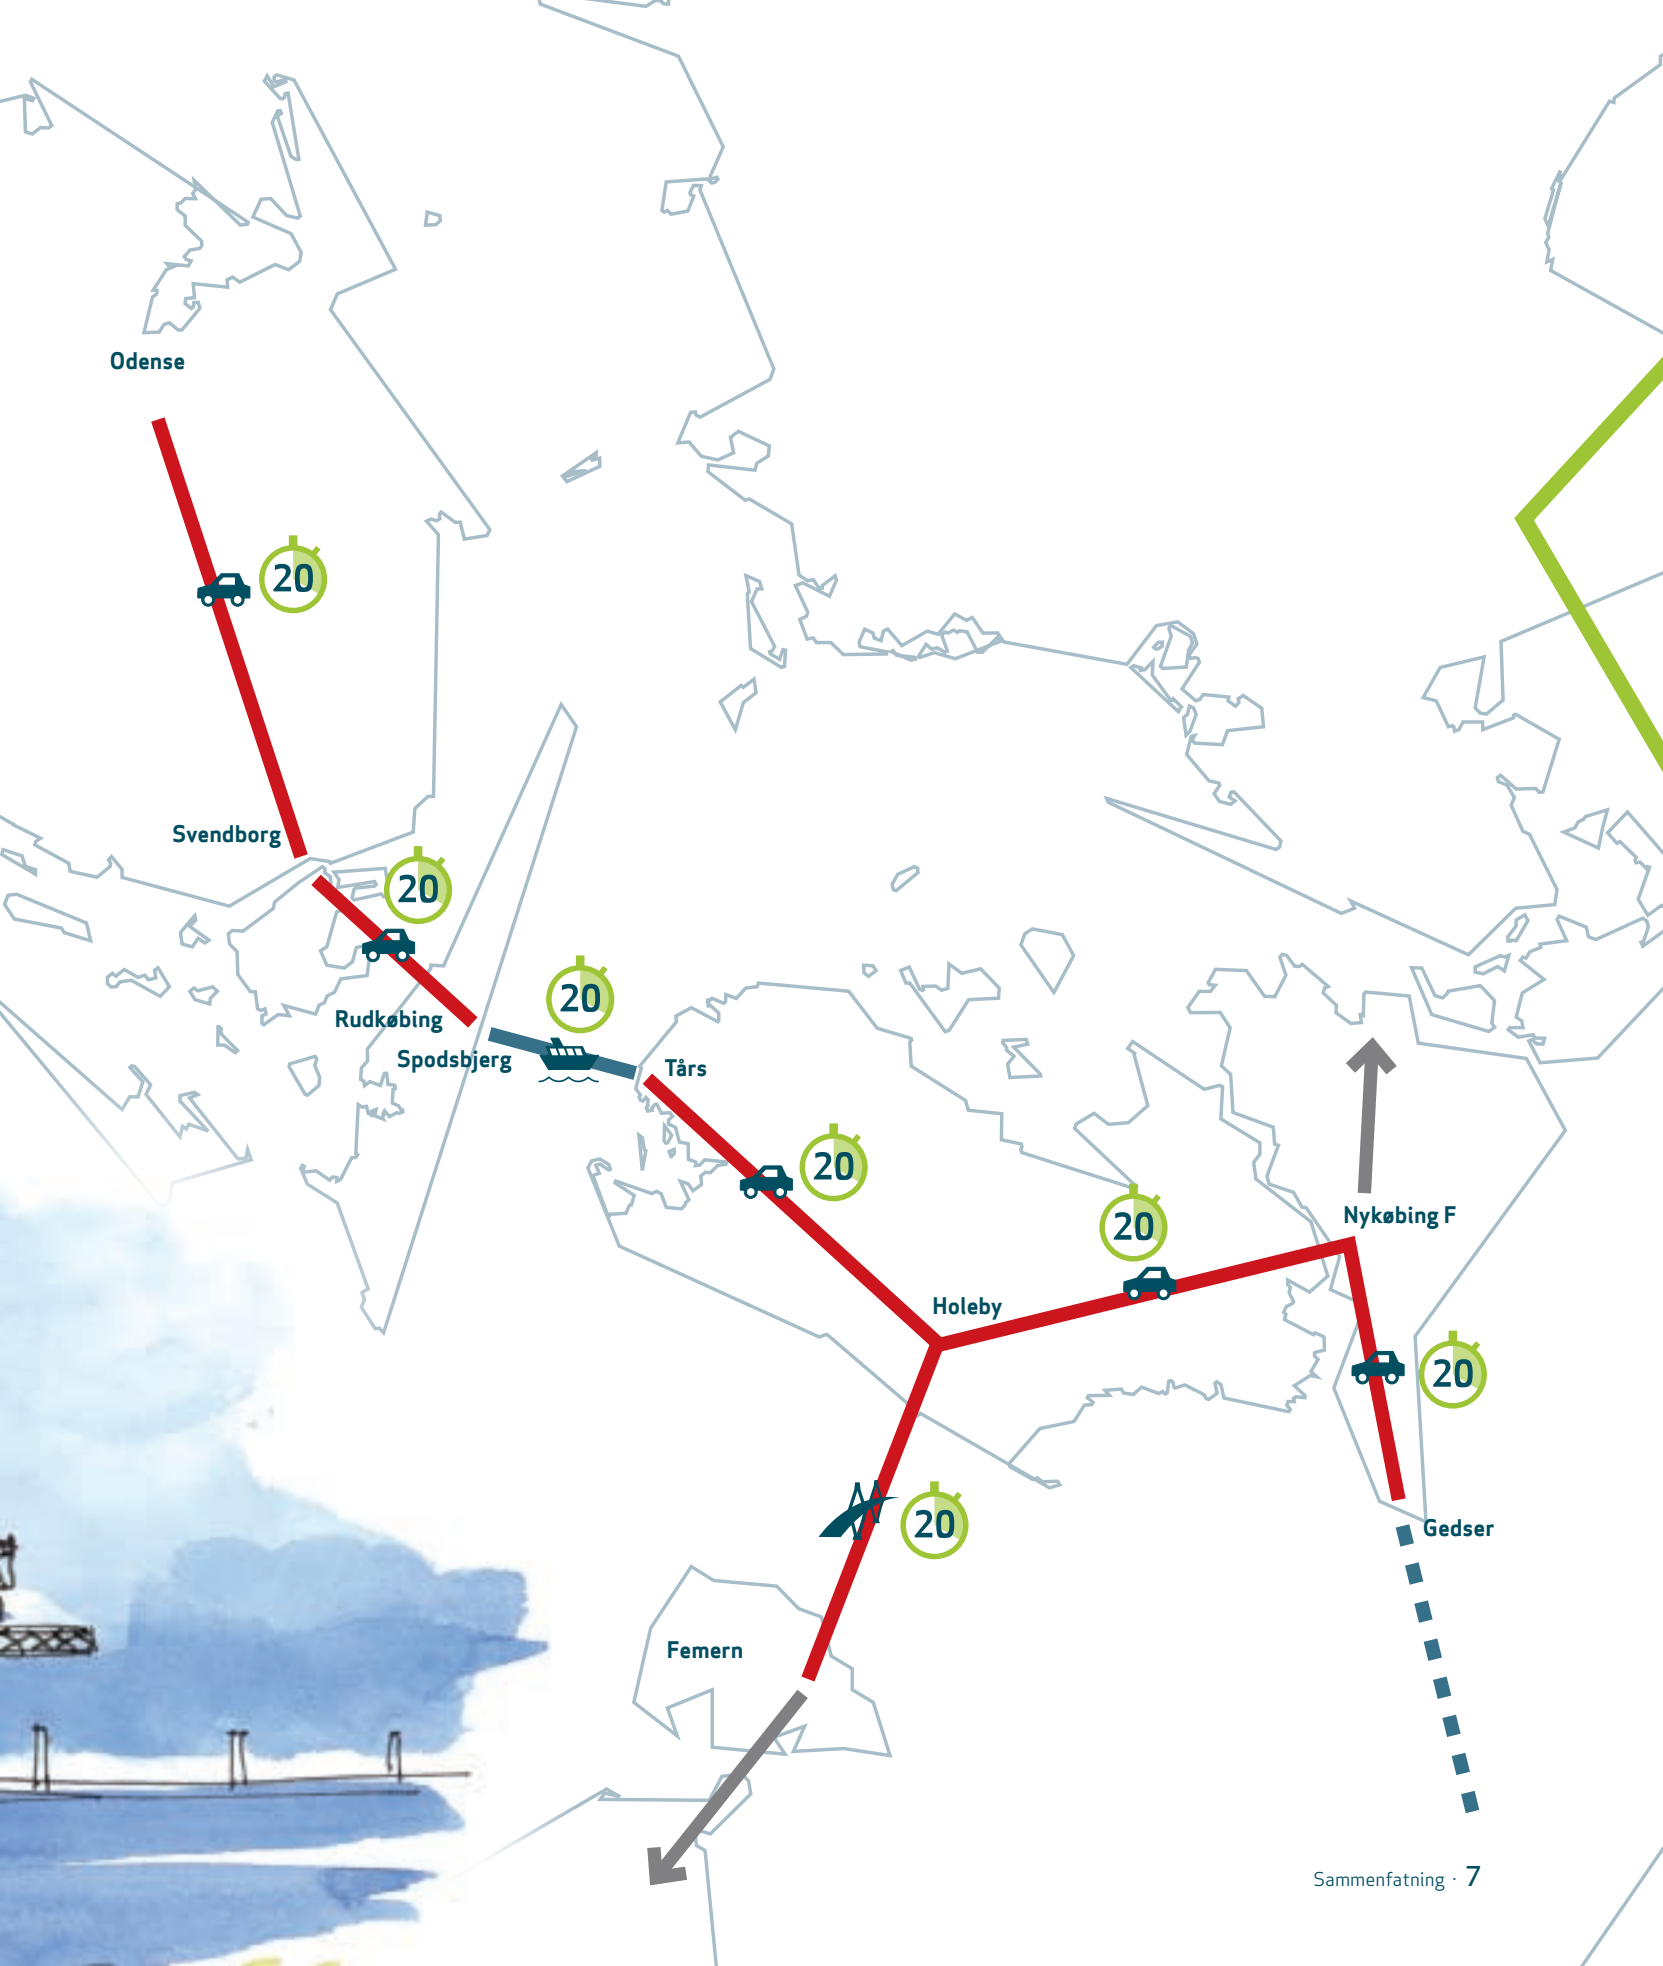 Odense
20
Svendborg
20
Rudkøbing
20
Spodsbjerg
Tårs
20
20
Nykøbing F
Holeby
20
20
Gedser
Femern
Sammenfatning · 7